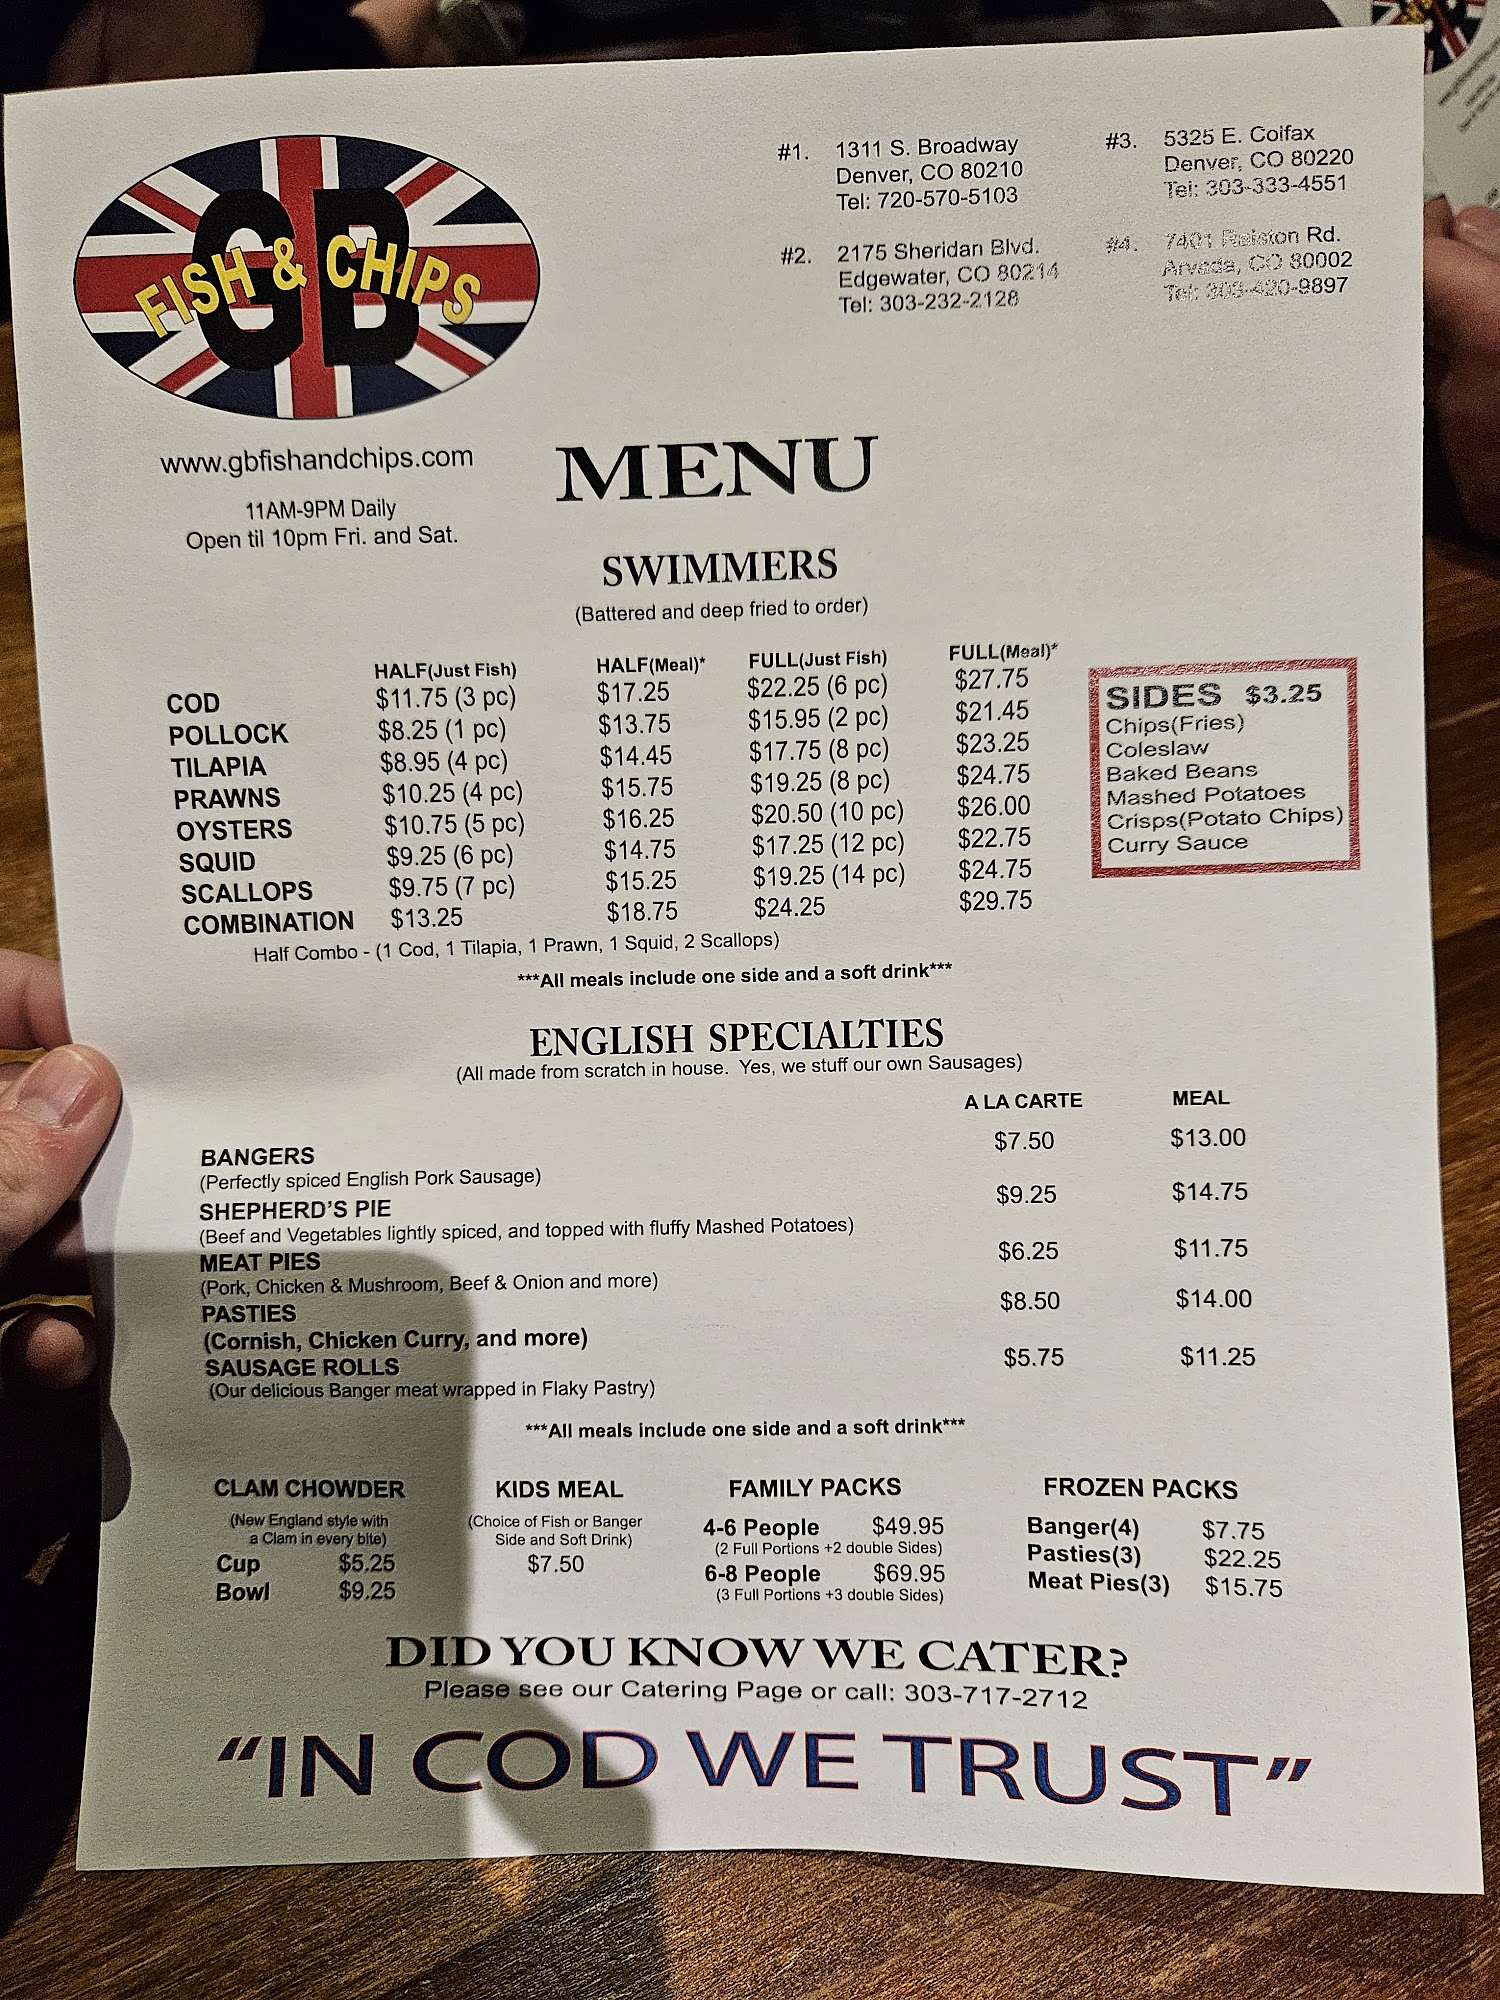 GB
FISH & CHIPS
#1. 1311 S. Broadway
Denver, CO 80210
Tel: 720-570-5103
#2. 2175 Sheridan Blvd.
Edgewater, CO 80214
Tel: 303-232-2128
#3. 5325 E. Colfax
Denver, CO 80220
Tel: 303-333-4551
#4. 7401 Ralston Rd.
Arvada, CO 80002
Tel: 303-420-9897
www.gbfishandchips.com
11AM-9PM Daily
Open til 10pm Fri. and Sat.
MENU
SWIMMERS
(Battered and deep fried to order)
HALF(Just Fish) HALF(Meal)* FULL(Just Fish) FULL(Meal)*
COD $11.75 (3 pc) $17.25 $22.25 (6 pc) $27.75
POLLOCK $8.25 (1 pc) $13.75 $15.95 (2 pc) $21.45
TILAPIA $8.95 (4 pc) $14.45 $17.75 (8 pc) $23.25
PRAWNS $10.25 (4 pc) $15.75 $19.25 (8 pc) $24.75
OYSTERS $10.75 (5 pc) $16.25 $20.50 (10 pc) $26.00
SQUID $9.25 (6 pc) $14.75 $17.25 (12 pc) $22.75
SCALLOPS $9.75 (7 pc) $15.25 $19.25 (14 pc) $24.75
COMBINATION $13.25 $18.75 $24.25 $29.75
Half Combo - (1 Cod, 1 Tilapia, 1 Prawn, 1 Squid, 2 Scallops)
***All meals include one side and a soft drink***
SIDES $3.25
Chips(Fries)
Coleslaw
Baked Beans
Mashed Potatoes
Crisps(Potato Chips)
Curry Sauce
ENGLISH SPECIALTIES
(All made from scratch in house. Yes, we stuff our own Sausages)
A LA CARTE MEAL
BANGERS $7.50 $13.00
(Perfectly spiced English Pork Sausage)
SHEPHERD'S PIE $9.25 $14.75
(Beef and Vegetables lightly spiced, and topped with fluffy Mashed Potatoes)
MEAT PIES $6.25 $11.75
(Pork, Chicken & Mushroom, Beef & Onion and more)
PASTIES $8.50 $14.00
(Cornish, Chicken Curry, and more)
SAUSAGE ROLLS $5.75 $11.25
(Our delicious Banger meat wrapped in Flaky Pastry)
***All meals include one side and a soft drink***
CLAM CHOWDER
(New England style with
a Clam in every bite)
Cup $5.25
Bowl $9.25
KIDS MEAL
(Choice of Fish or Banger
Side and Soft Drink)
$7.50
FAMILY PACKS
4-6 People $49.95
(2 Full Portions +2 double Sides)
6-8 People $69.95
(3 Full Portions +3 double Sides)
FROZEN PACKS
Banger(4) $7.75
Pasties(3) $22.25
Meat Pies(3) $15.75
DID YOU KNOW WE CATER?
Please see our Catering Page or call: 303-717-2712
"IN COD WE TRUST"